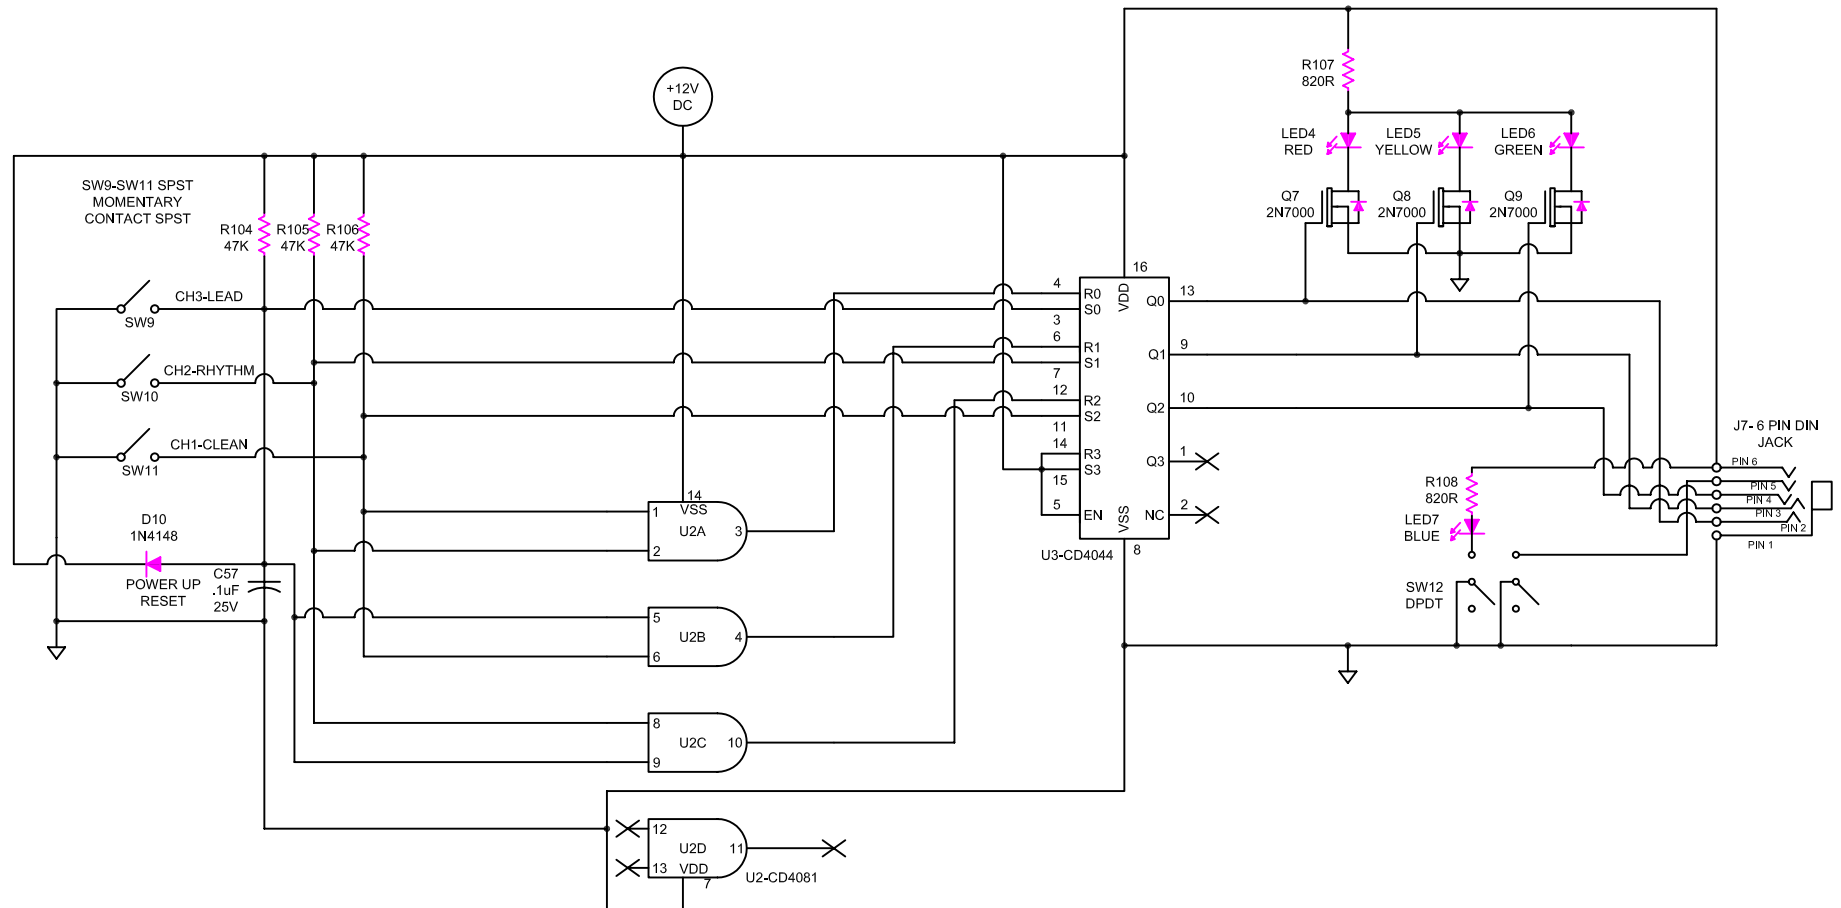 +12V
DC
SW9-SW11 SPST
MOMENTARY
CONTACT SPST
R104
47K
R105
47K
R106
47K
CH3-LEAD
SW9
CH2-RHYTHM
SW10
CH1-CLEAN
SW11
D10
1N4148
POWER UP
RESET
C57
.1uF
25V
14
VSS
1
U2A
3
2
5
U2B
4
6
8
U2C
10
9
12
U2D
11
13
VDD
7
U2-CD4081
16
VDD
4
R0
S0
3
6
R1
S1
7
12
R2
S2
11
14
R3
S3
15
5
EN
Q0
13
Q1
9
Q2
10
Q3
1
NC
2
VSS
8
U3-CD4044
R107
820R
LED4
RED
LED5
YELLOW
LED6
GREEN
Q7
2N7000
Q8
2N7000
Q9
2N7000
J7- 6 PIN DIN
JACK
PIN 6
PIN 5
PIN 4
PIN 3
PIN 2
PIN 1
R108
820R
LED7
BLUE
SW12
DPDT